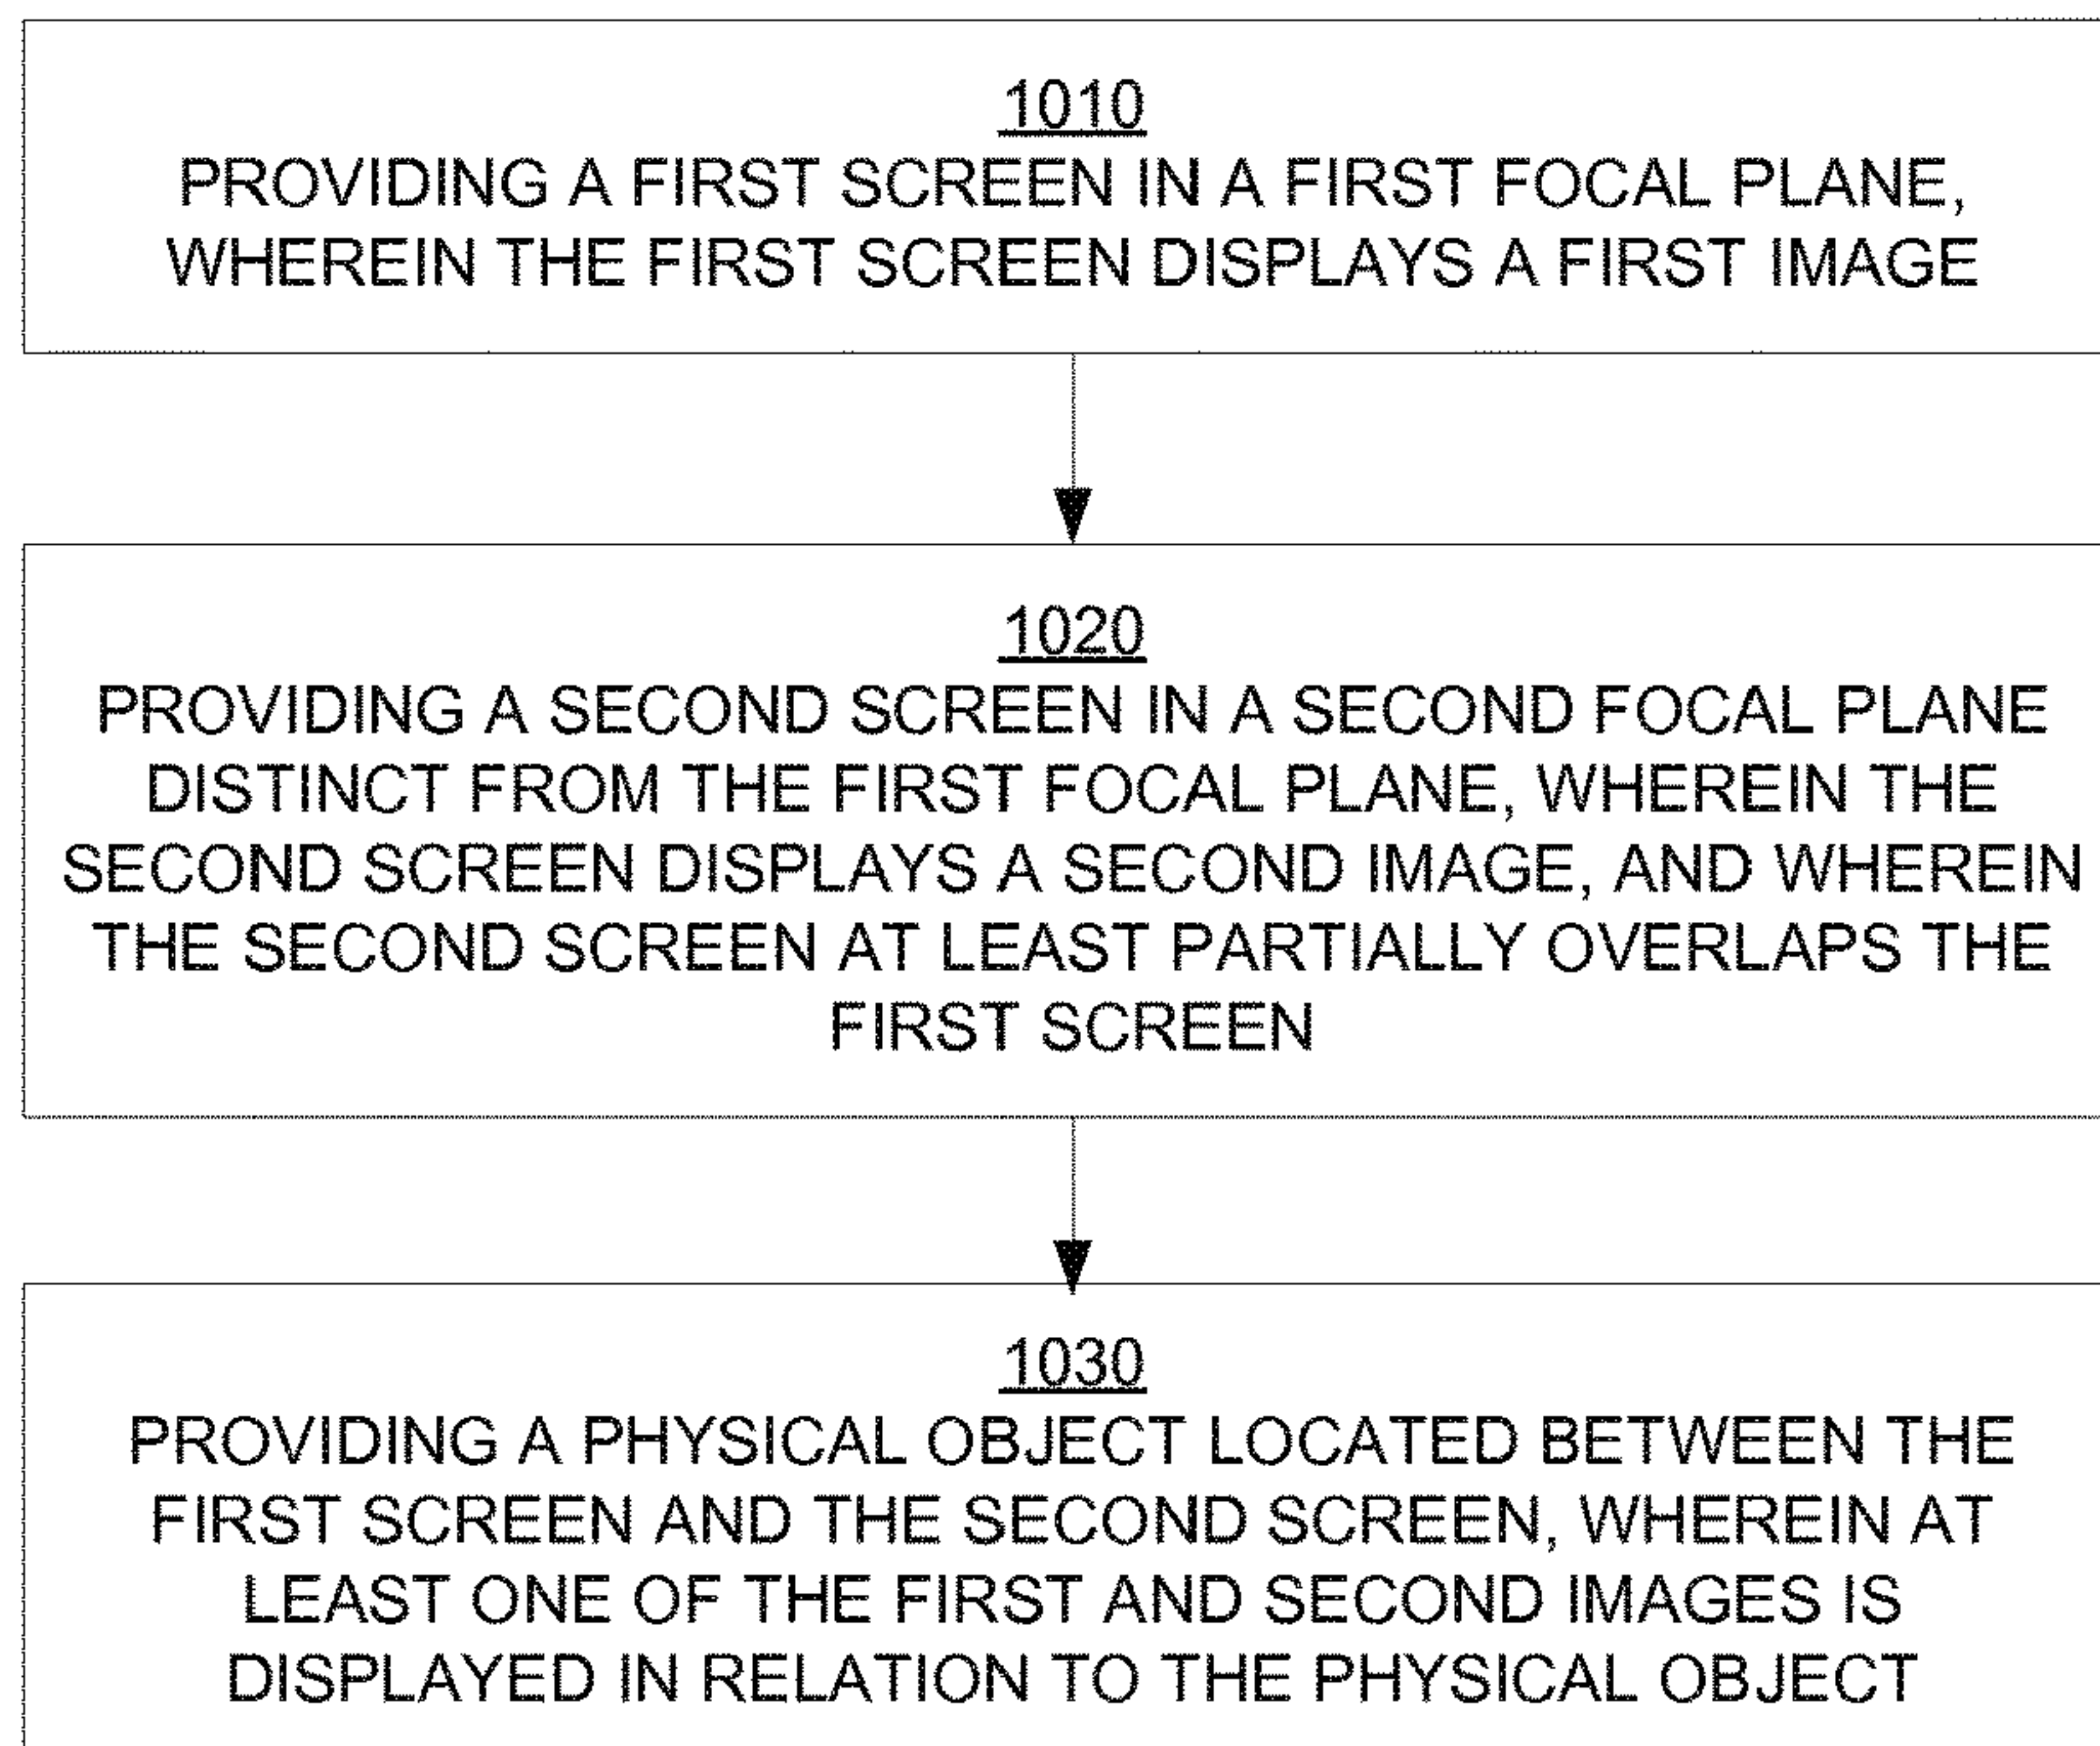 1010
PROVIDING A FIRST SCREEN IN A FIRST FOCAL PLANE,
WHEREIN THE FIRST SCREEN DISPLAYS A FIRST IMAGE
1020
PROVIDING A SECOND SCREEN IN A SECOND FOCAL PLANE
DISTINCT FROM THE FIRST FOCAL PLANE, WHEREIN THE
SECOND SCREEN DISPLAYS A SECOND IMAGE, AND WHEREIN
THE SECOND SCREEN AT LEAST PARTIALLY OVERLAPS THE
FIRST SCREEN
1030
PROVIDING A PHYSICAL OBJECT LOCATED BETWEEN THE
FIRST SCREEN AND THE SECOND SCREEN, WHEREIN AT
LEAST ONE OF THE FIRST AND SECOND IMAGES IS
DISPLAYED IN RELATION TO THE PHYSICAL OBJECT